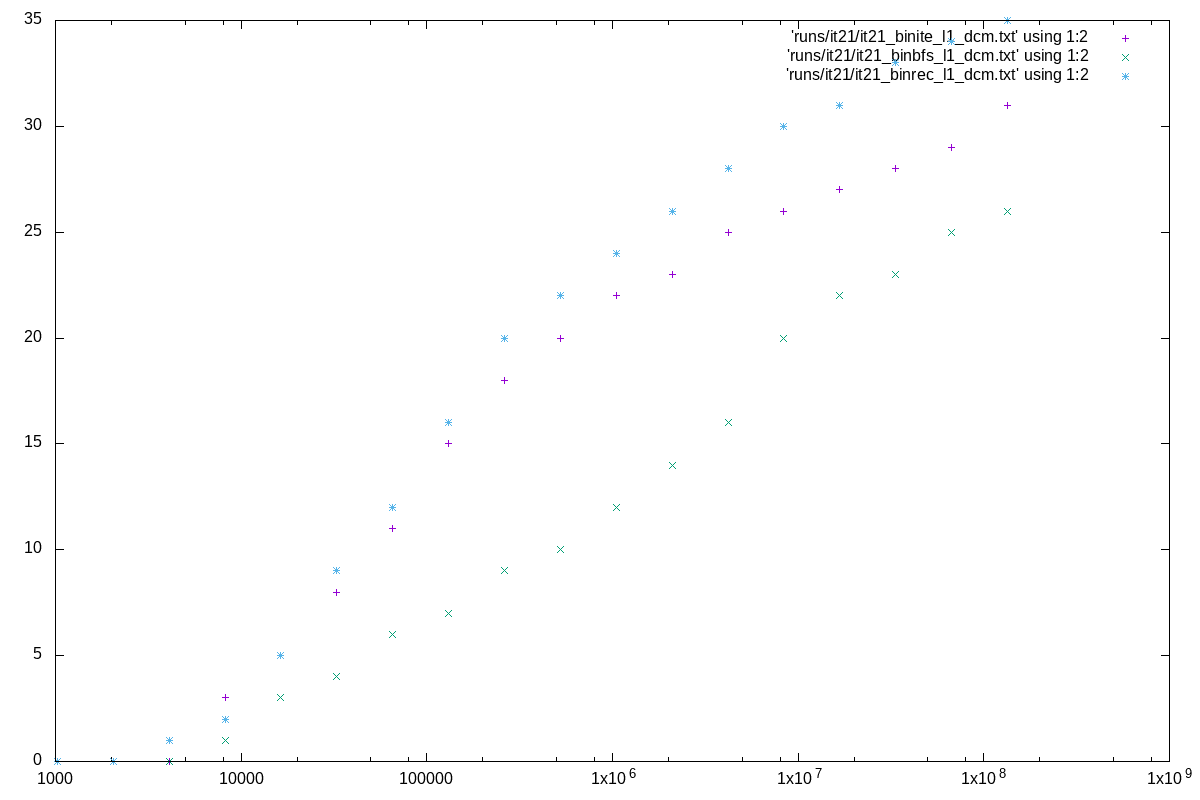 35
30
25
20
15
10
5
0
1000
10000
100000
1x10^6
1x10^7
1x10^8
1x10^9
'runs/it21/it21_binite_l1_dcm.txt' using 1:2
'runs/it21/it21_binbfs_l1_dcm.txt' using 1:2
'runs/it21/it21_binrec_l1_dcm.txt' using 1:2